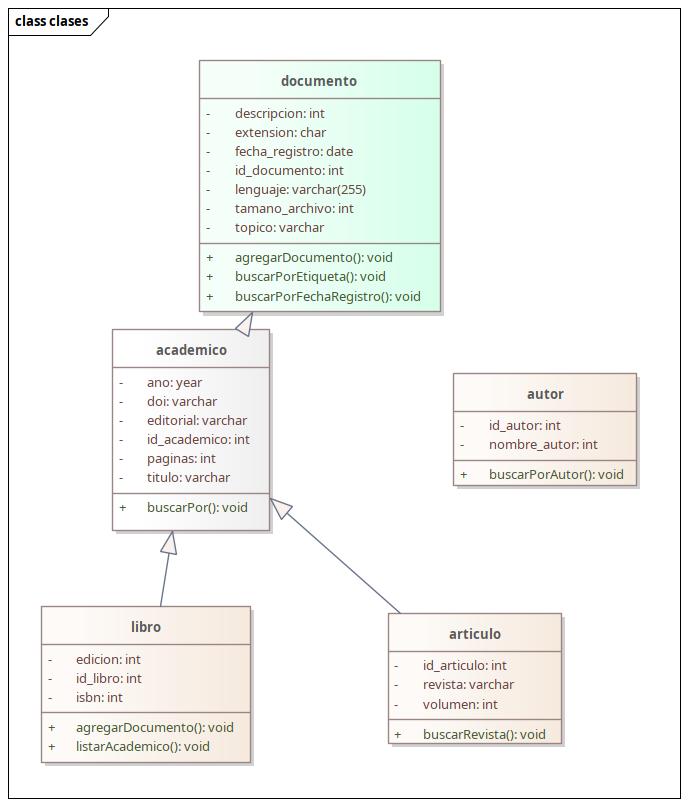 class clases
documento
- descripcion: int
- extension: char
- fecha_registro: date
- id_documento: int
- lenguaje: varchar(255)
- tamano_archivo: int
- topico: varchar
+ agregarDocumento(): void
+ buscarPorEtiqueta(): void
+ buscarPorFechaRegistro(): void
academico
- ano: year
- doi: varchar
- editorial: varchar
- id_academico: int
- paginas: int
- titulo: varchar
+ buscarPor(): void
autor
- id_autor: int
- nombre_autor: int
+ buscarPorAutor(): void
libro
- edicion: int
- id_libro: int
- isbn: int
+ agregarDocumento(): void
+ listarAcademico(): void
articulo
- id_articulo: int
- revista: varchar
- volumen: int
+ buscarRevista(): void